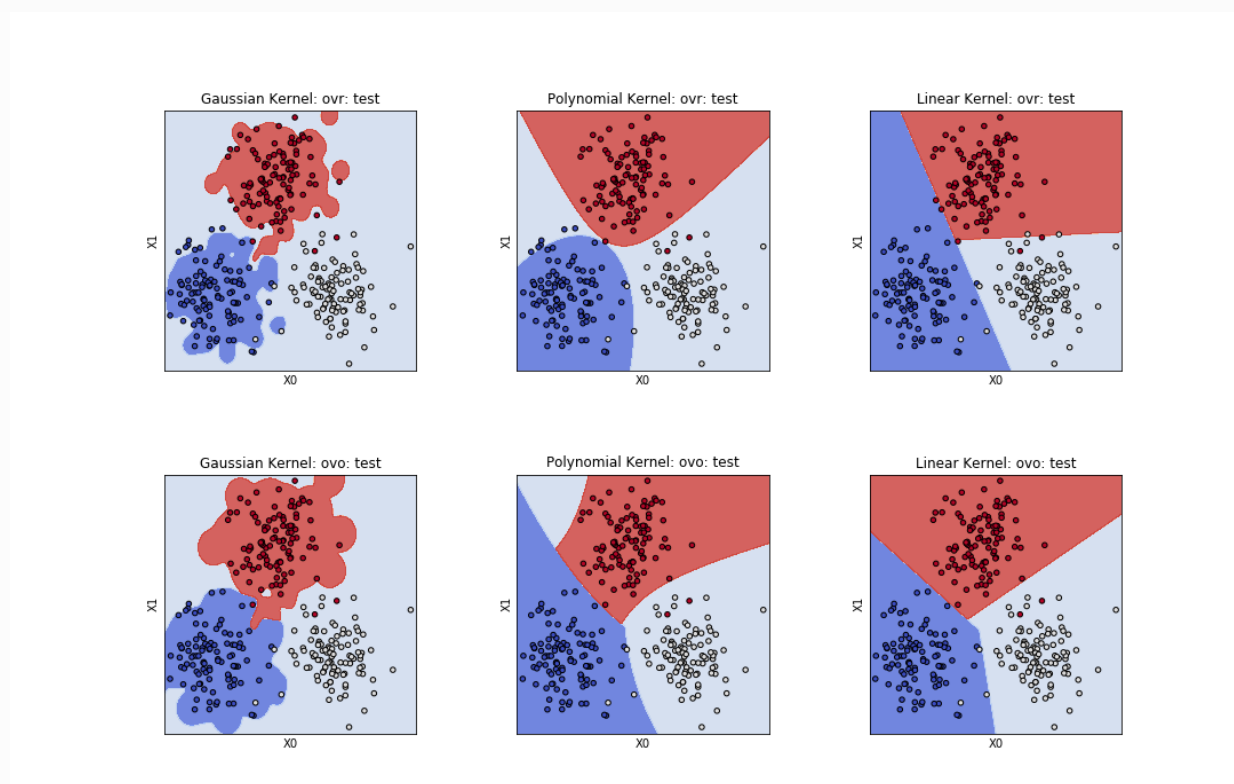 Gaussian Kernel: ovr: test
Polynomial Kernel: ovr: test
Linear Kernel: ovr: test
X1
X1
X1
X0
X0
X0
Gaussian Kernel: ovo: test
Polynomial Kernel: ovo: test
Linear Kernel: ovo: test
X1
X1
X1
X0
X0
X0